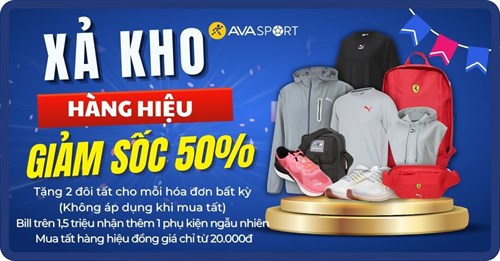 AVASPORT
XẢ KHO
HÀNG HIỆU
GIẢM SỐC 50%
Tặng 2 đôi tất cho mỗi hóa đơn bất kỳ
(Không áp dụng khi mua tất)
Bill trên 1,5 triệu nhận thêm 1 phụ kiện ngẫu nhiên
Mua tất hàng hiệu đồng giá chỉ từ 20.000đ